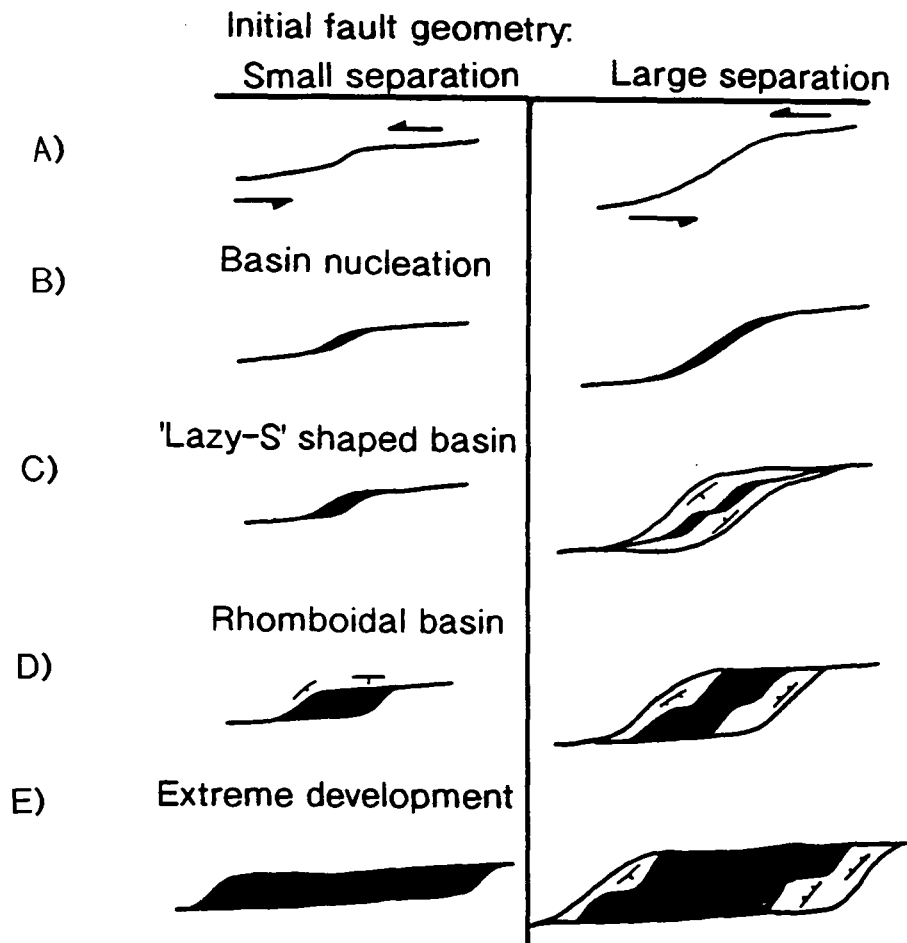 Initial fault geometry:
Small separation
Large separation
A)
B)
Basin nucleation
C)
'Lazy-S' shaped basin
D)
Rhomboidal basin
E)
Extreme development